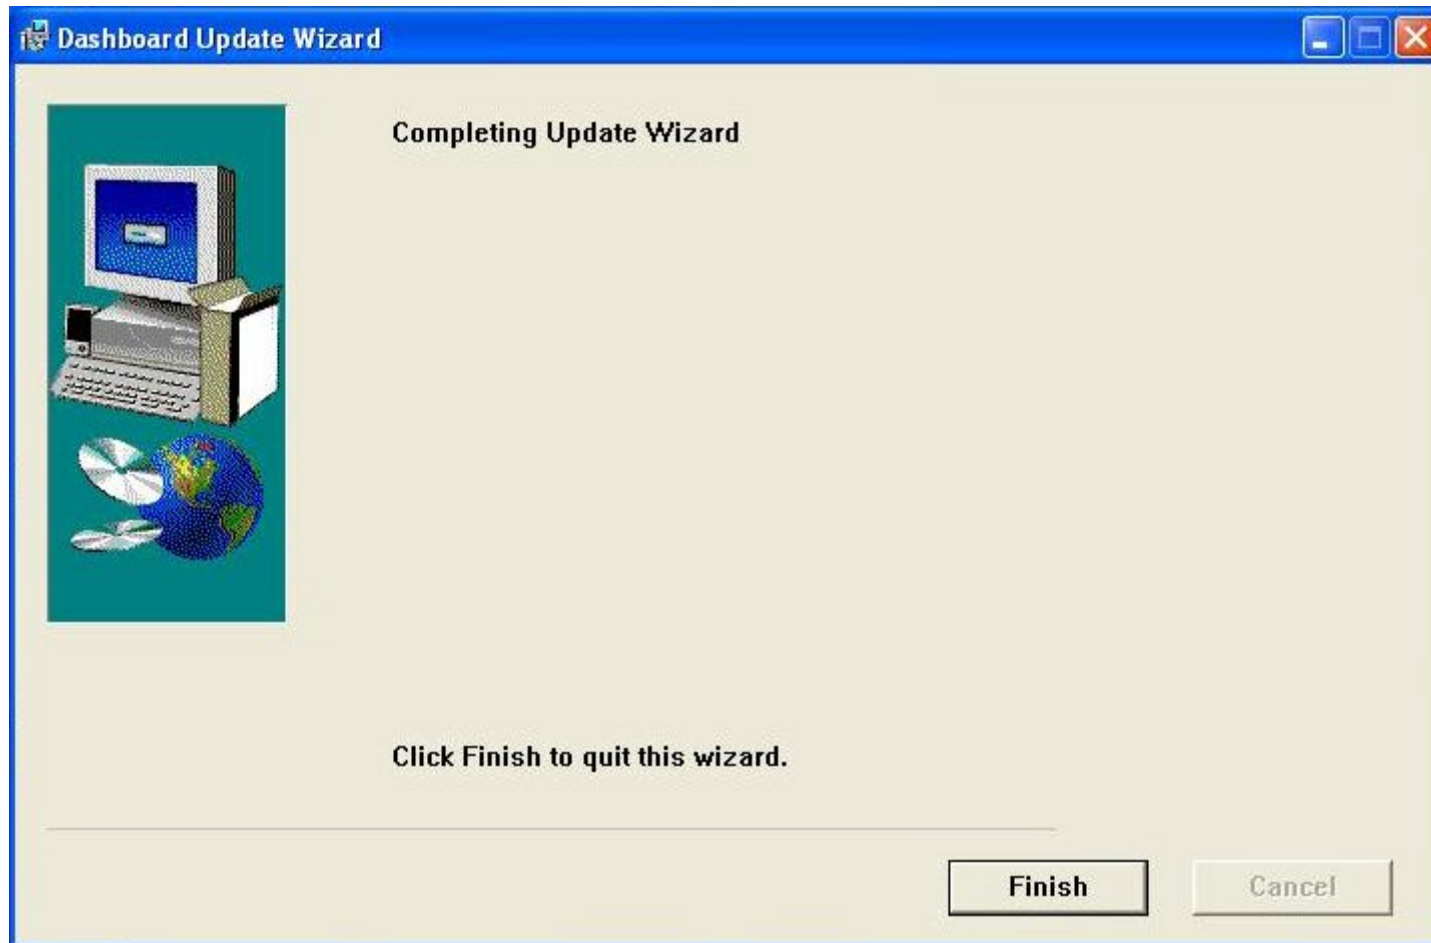 Dashboard Update Wizard
Completing Update Wizard
Click Finish to quit this wizard.
Finish
Cancel